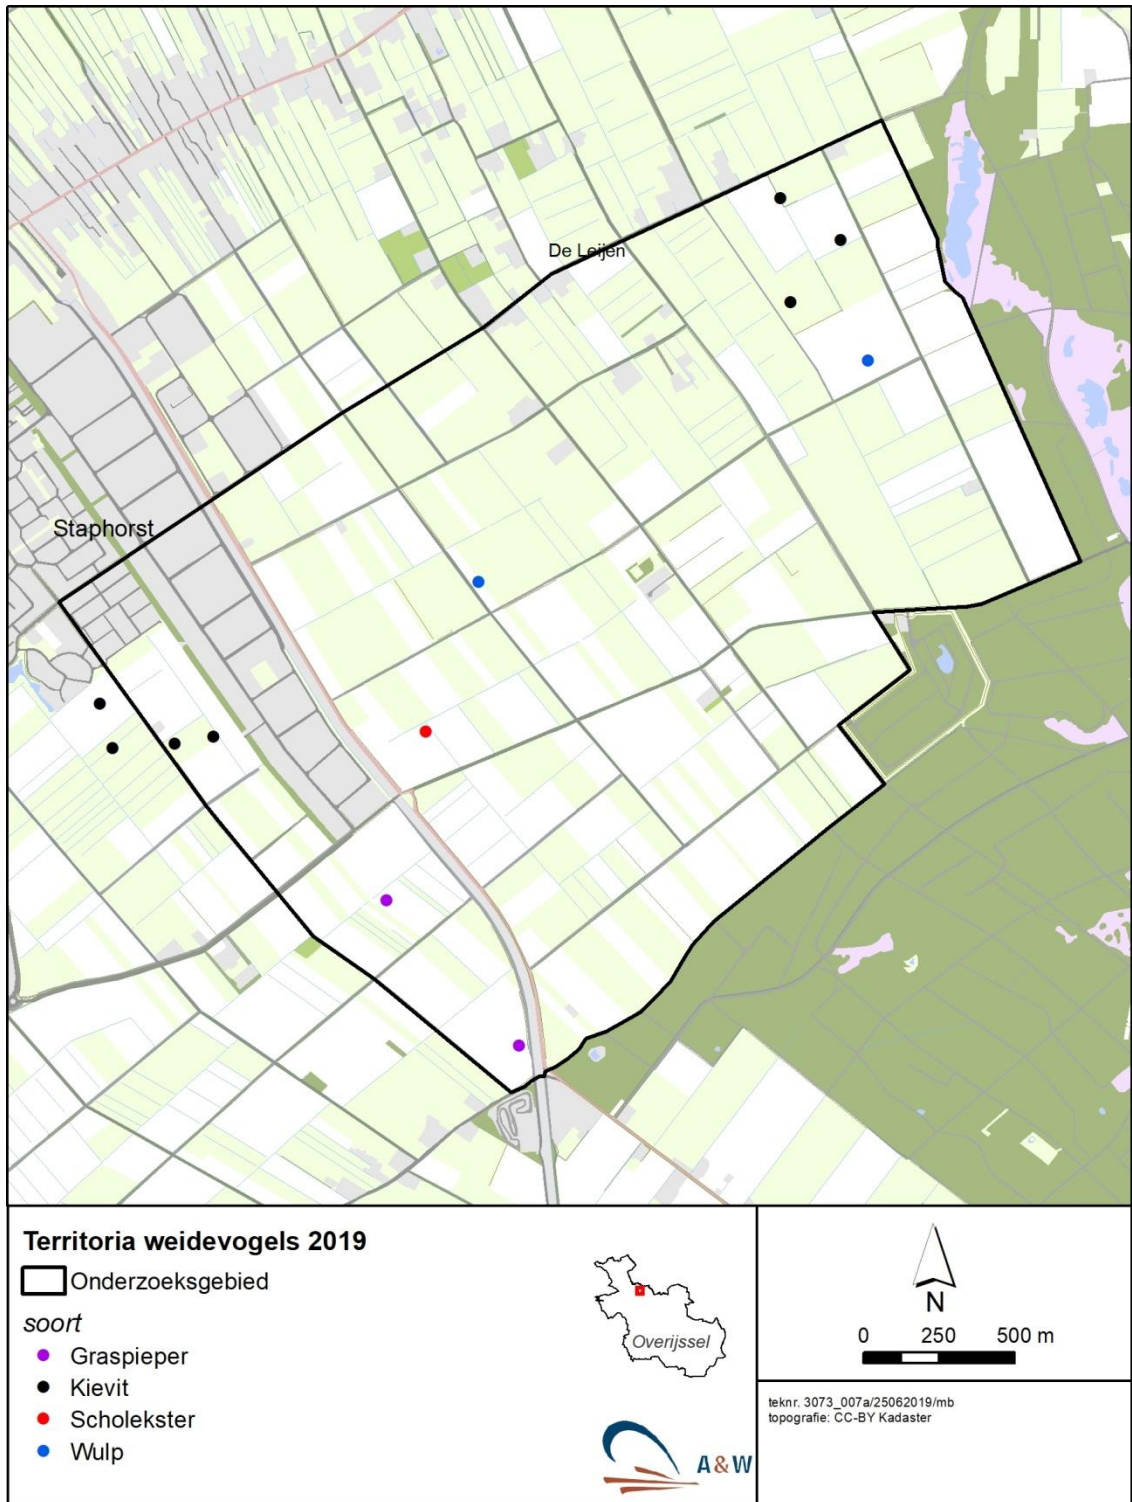 De Leijen
Staphorst
Territoria weidevogels 2019
Onderzoeksgebied
soort
Graspieper
Kievit
Scholekster
Wulp
Overijssel
A&W
N
0 250 500 m
teknr. 3073_007a/25062019/mb
topografie: CC-BY Kadaster